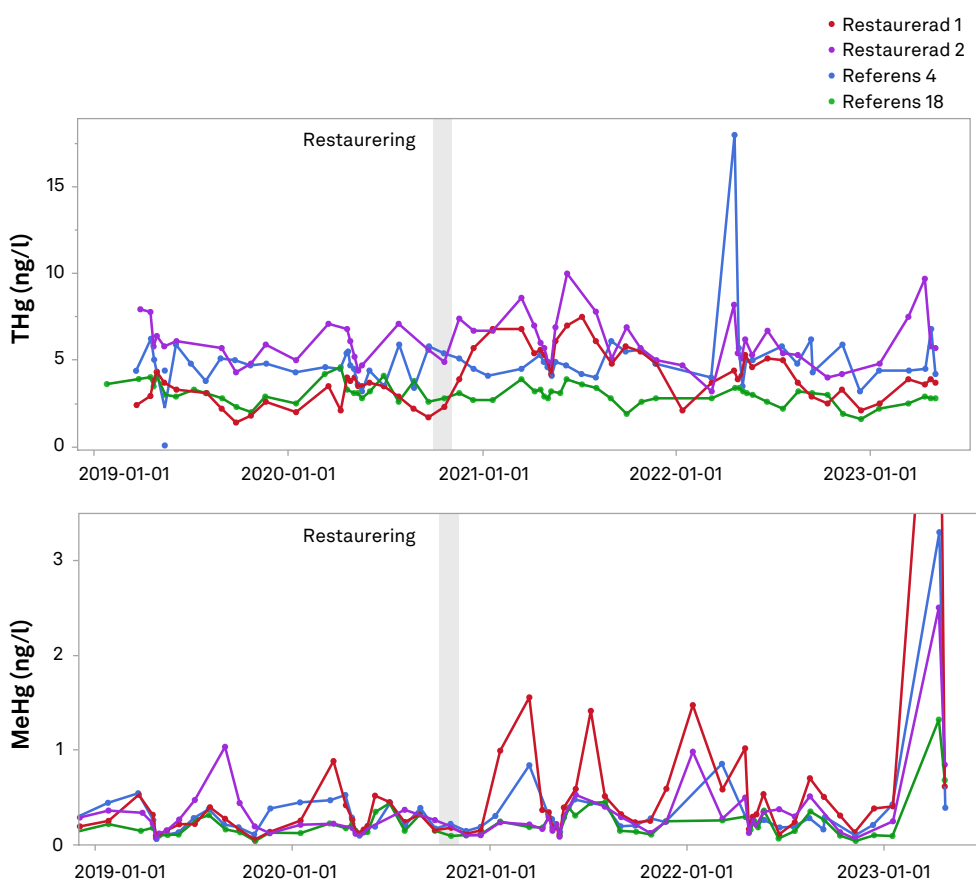 Restaurerad 1
Restaurerad 2
Referens 4
Referens 18
Restaurering
THg (ng/l)
15
10
5
0
2019-01-01 2020-01-01 2021-01-01 2022-01-01 2023-01-01
Restaurering
MeHg (ng/l)
3
2
1
0
2019-01-01 2020-01-01 2021-01-01 2022-01-01 2023-01-01